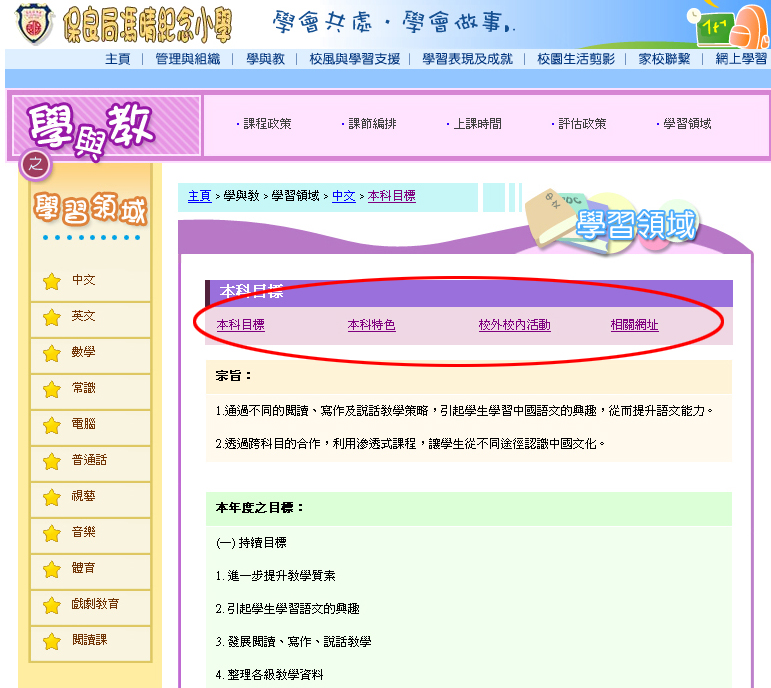 保良局馮晴紀念小學 學會共處·學會做事,.
主頁 | 管理與組織 | 學與教 | 校風與學習支援 | 學習表現及成就 | 校園生活剪影 | 家校聯繫 | 網上學習
學與教
之
·課程政策 ·課節編排 ·上課時間 ·評估政策 ·學習領域
學習領域
主頁 > 學與教 > 學習領域 > 中文 > 本科目標
學習領域
中文
英文
數學
常識
電腦
普通話
視藝
音樂
體育
戲劇教育
閱讀課
本科目標
本科目標 本科特色 校外校內活動 相關網址
宗旨：
1.通過不同的閱讀、寫作及說話教學策略，引起學生學習中國語文的興趣，從而提升語文能力。
2.透過跨科目的合作，利用滲透式課程，讓學生從不同途徑認識中國文化。
本年度之目標：
(一) 持續目標
1. 進一步提升教學質素
2. 引起學生學習語文的興趣
3. 發展閱讀、寫作、說話教學
4. 整理各級教學資料